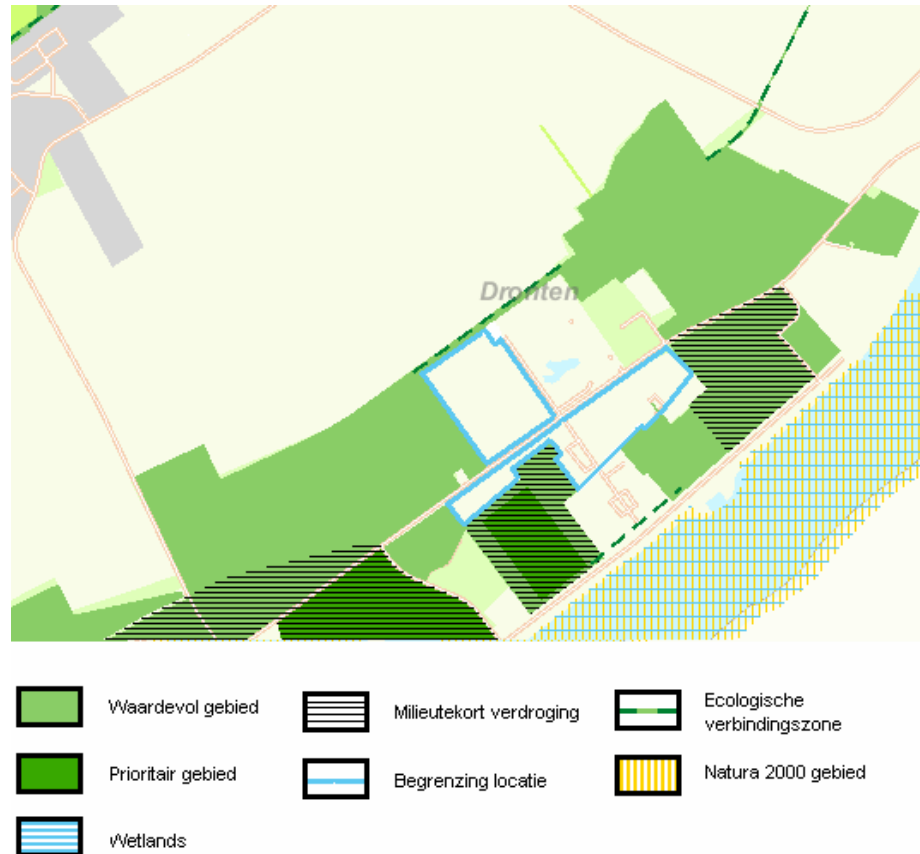 Dronten
Waardevol gebied
Milieutekort verdroging
Ecologische
verbindingszone
Prioritair gebied
Begrenzing locatie
Natura 2000 gebied
Wetlands